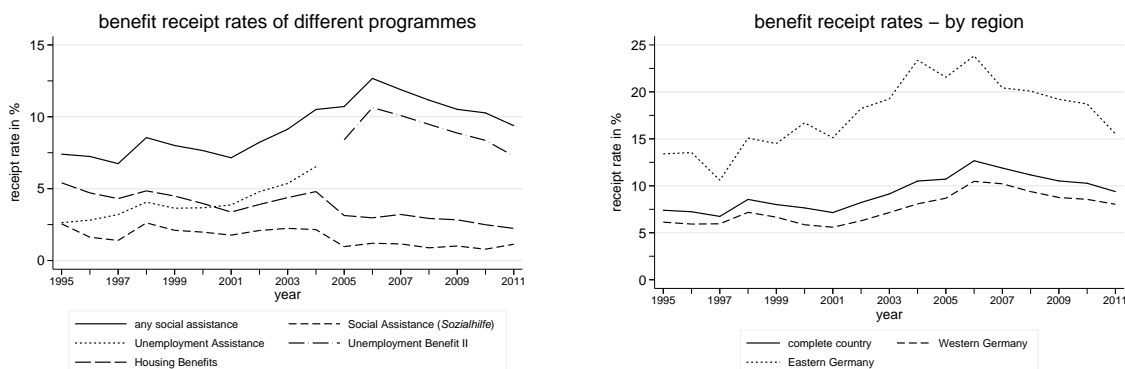 benefit receipt rates of different programmes
receipt rate in %
15
10
5
0
1995 1997 1999 2001 2003 2005 2007 2009 2011
year
any social assistance
Social Assistance (Sozialhilfe)
Unemployment Assistance
Unemployment Benefit II
Housing Benefits
benefit receipt rates – by region
receipt rate in %
25
20
15
10
5
0
1995 1997 1999 2001 2003 2005 2007 2009 2011
year
complete country
Western Germany
Eastern Germany